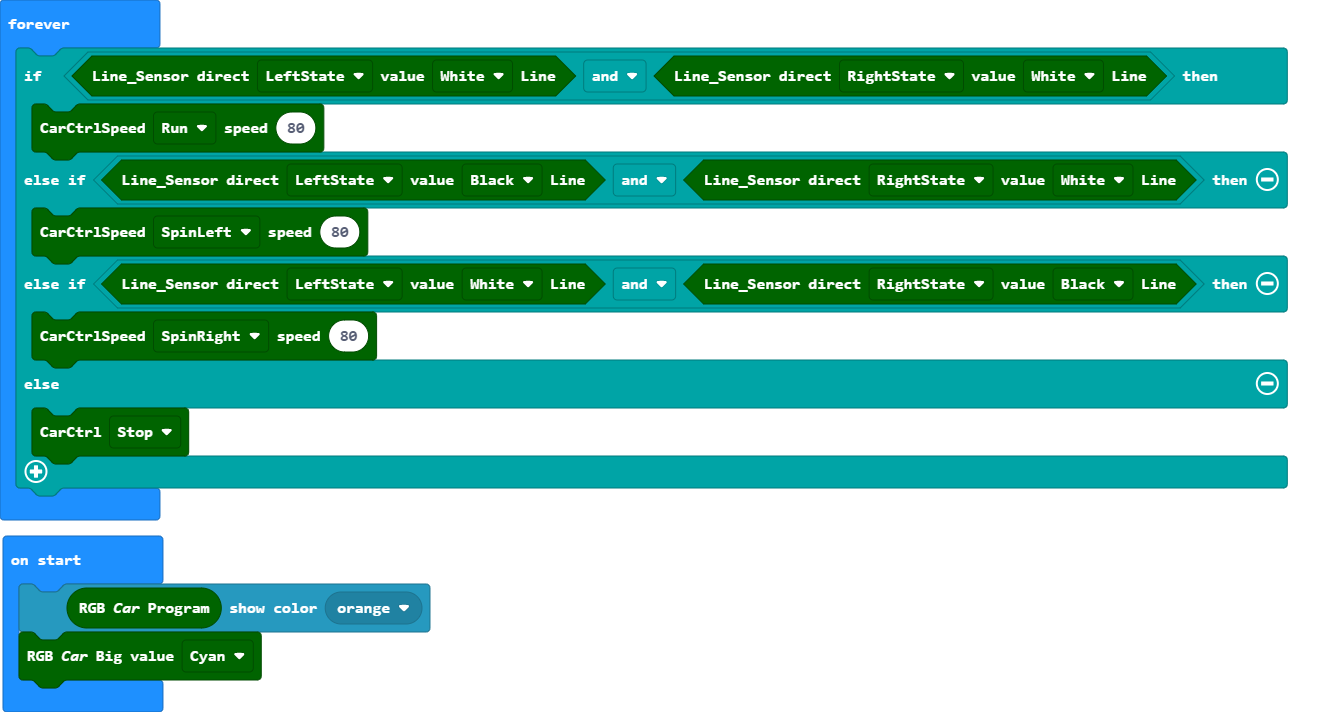 forever
if Line_Sensor direct LeftState value White Line and Line_Sensor direct RightState value White Line then
CarCtrlSpeed Run speed 80
else if Line_Sensor direct LeftState value Black Line and Line_Sensor direct RightState value White Line then
CarCtrlSpeed SpinLeft speed 80
else if Line_Sensor direct LeftState value White Line and Line_Sensor direct RightState value Black Line then
CarCtrlSpeed SpinRight speed 80
else
CarCtrl Stop
on start
RGB Car Program show color orange
RGB Car Big value Cyan